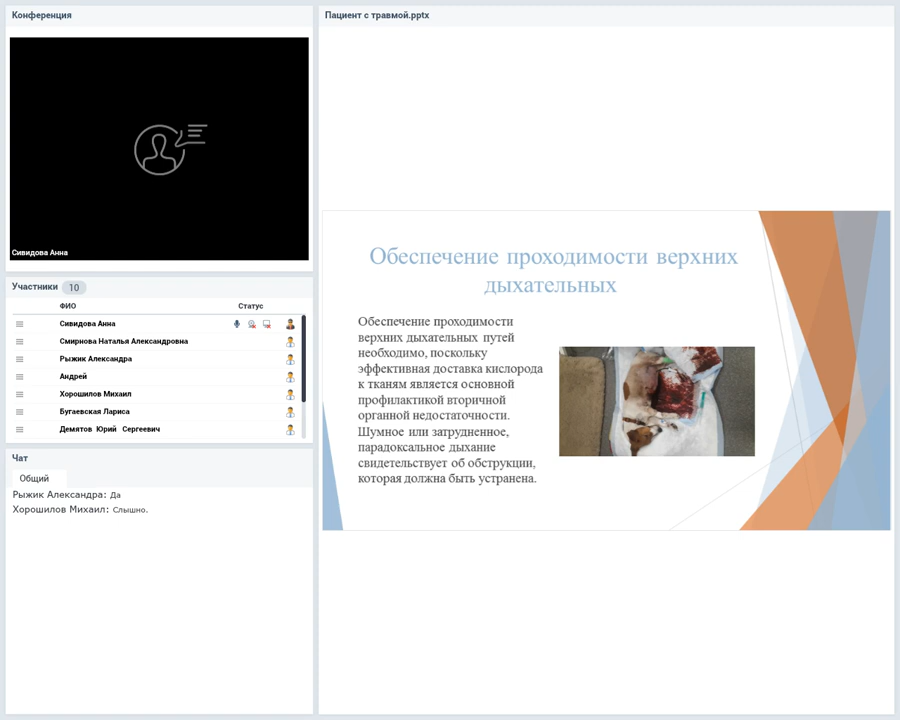 Конференция
Сивидова Анна
Участники 10
ФИО Статус
Сивидова Анна
Смирнова Наталья Александровна
Рыжик Александра
Андрей
Хорошилов Михаил
Бугаевская Лариса
Демятов Юрий Сергеевич
Чат
Общий
Рыжик Александра: Да
Хорошилов Михаил: Слышно.
Пациент с травмой.pptx
Обеспечение проходимости верхних
дыхательных
Обеспечение проходимости
верхних дыхательных путей
необходимо, поскольку
эффективная доставка кислорода
к тканям является основной
профилактикой вторичной
органной недостаточности.
Шумное или затрудненное,
парадоксальное дыхание
свидетельствует об обструкции,
которая должна быть устранена.